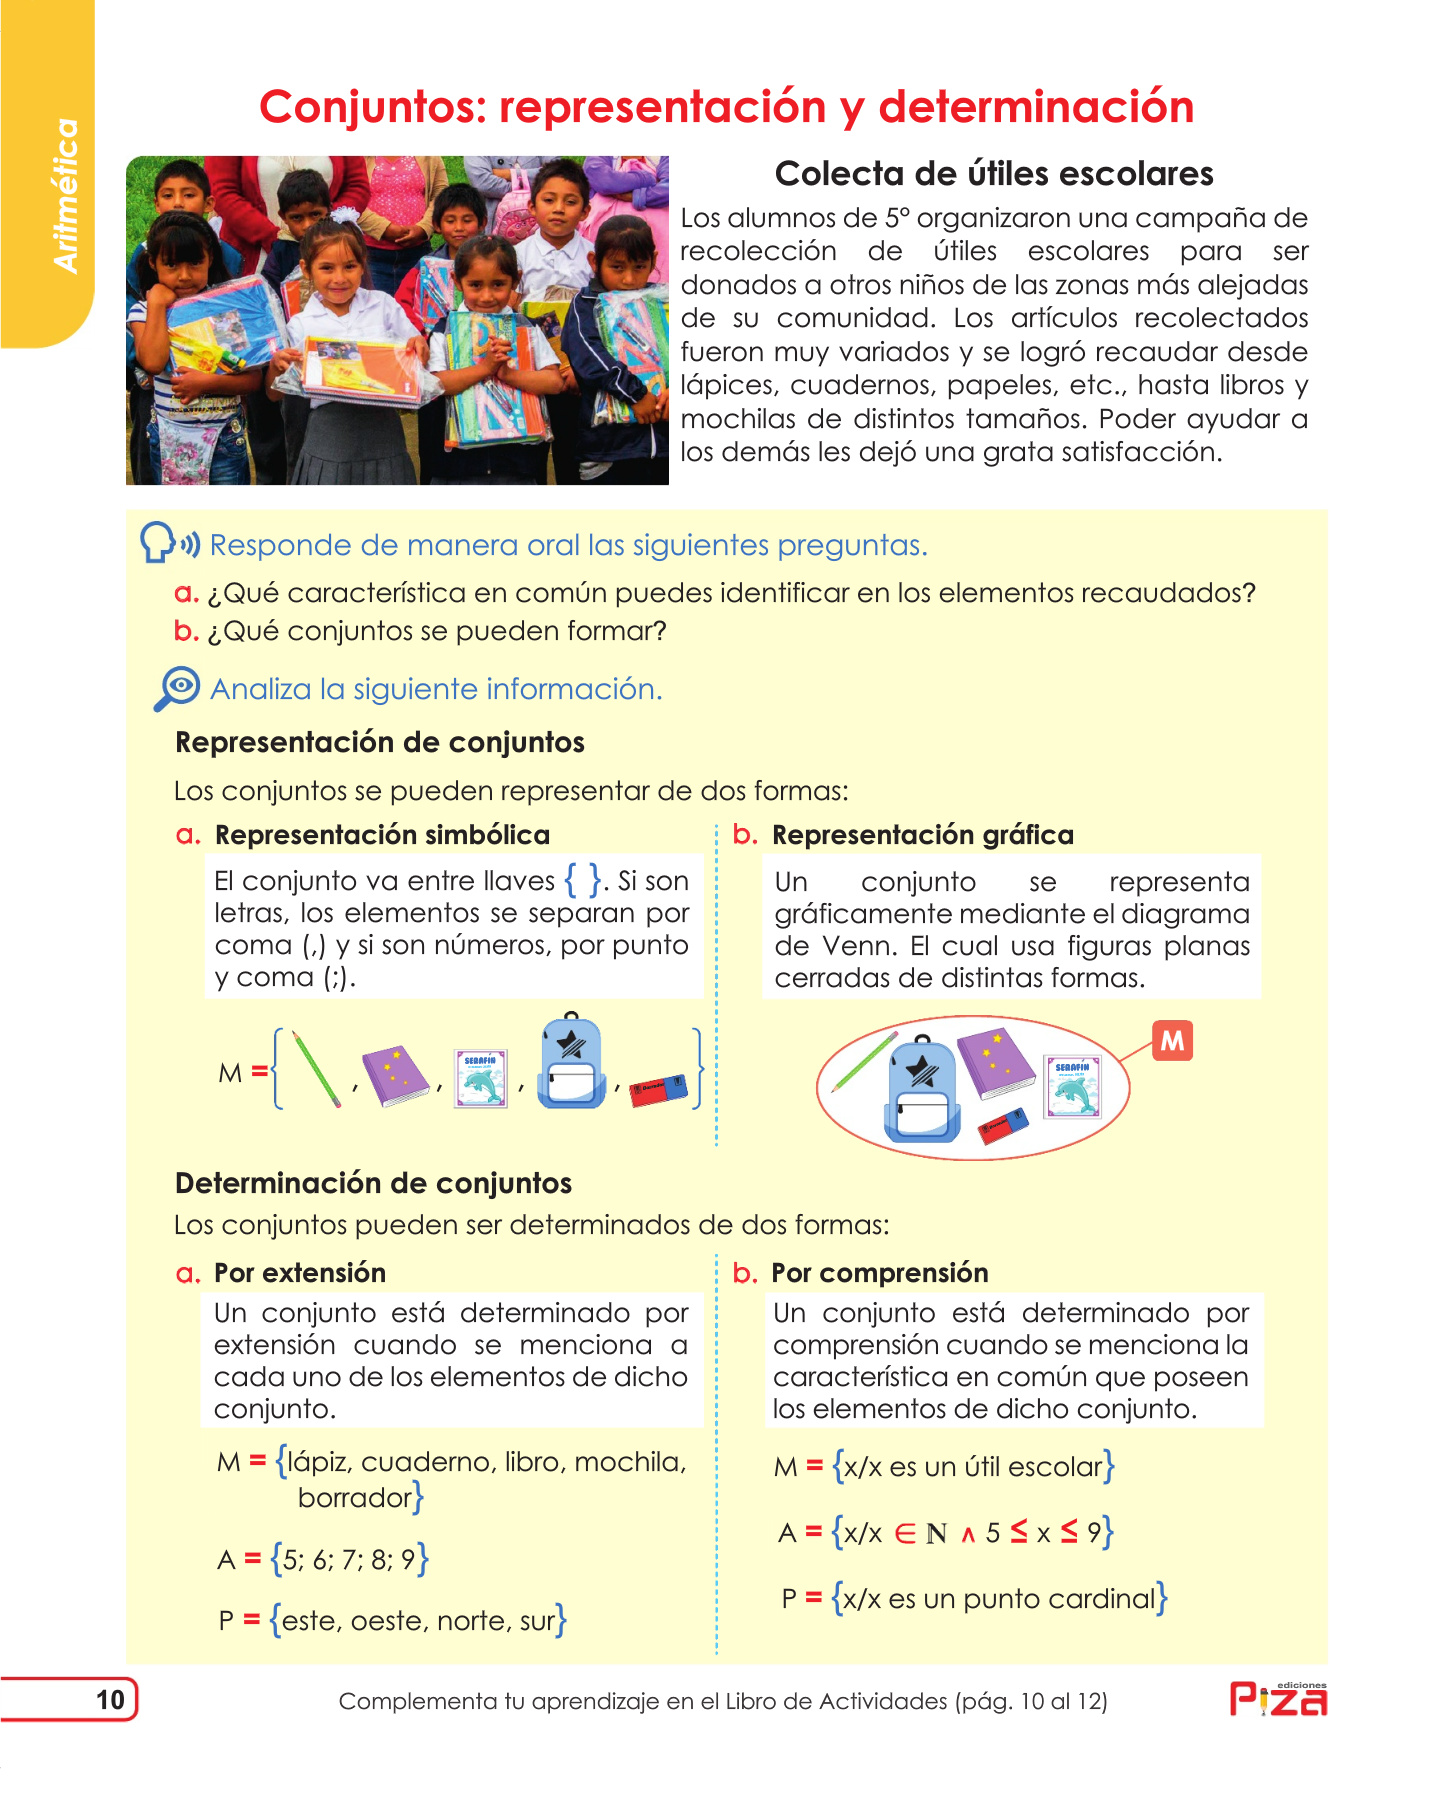 Aritmética
Conjuntos: representación y determinación
Colecta de útiles escolares
Los alumnos de 5° organizaron una campaña de
recolección de útiles escolares para ser
donados a otros niños de las zonas más alejadas
de su comunidad. Los artículos recolectados
fueron muy variados y se logró recaudar desde
lápices, cuadernos, papeles, etc., hasta libros y
mochilas de distintos tamaños. Poder ayudar a
los demás les dejó una grata satisfacción.
Responde de manera oral las siguientes preguntas.
a. ¿Qué característica en común puedes identificar en los elementos recaudados?
b. ¿Qué conjuntos se pueden formar?
Analiza la siguiente información.
Representación de conjuntos
Los conjuntos se pueden representar de dos formas:
a. Representación simbólica
El conjunto va entre llaves { }. Si son
letras, los elementos se separan por
coma (,) y si son números, por punto
y coma (;).
M = { , , , , }
SERAFÍN
Borrador
b. Representación gráfica
Un conjunto se representa
gráficamente mediante el diagrama
de Venn. El cual usa figuras planas
cerradas de distintas formas.
M
SERAFÍN
Borrador
Determinación de conjuntos
Los conjuntos pueden ser determinados de dos formas:
a. Por extensión
Un conjunto está determinado por
extensión cuando se menciona a
cada uno de los elementos de dicho
conjunto.
M = {lápiz, cuaderno, libro, mochila,
borrador}
A = {5; 6; 7; 8; 9}
P = {este, oeste, norte, sur}
b. Por comprensión
Un conjunto está determinado por
comprensión cuando se menciona la
característica en común que poseen
los elementos de dicho conjunto.
M = {x/x es un útil escolar}
A = {x/x ∈ ℕ ∧ 5 ≤ x ≤ 9}
P = {x/x es un punto cardinal}
10
Complementa tu aprendizaje en el Libro de Actividades (pág. 10 al 12)
ediciones
Piza